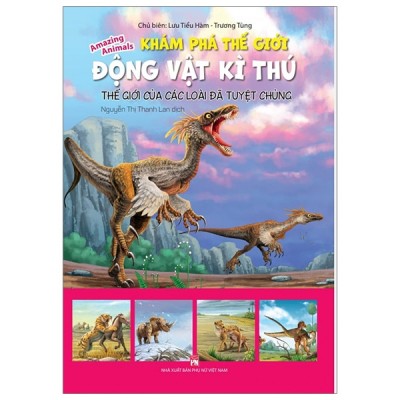 Chủ biên: Lưu Tiểu Hàm - Trương Tùng
Amazing
Animals
KHÁM PHÁ THẾ GIỚI
ĐỘNG VẬT KÌ THÚ
THẾ GIỚI CỦA CÁC LOÀI ĐÃ TUYỆT CHỦNG
Nguyễn Thị Thanh Lan dịch
PN
NHÀ XUẤT BẢN PHỤ NỮ VIỆT NAM